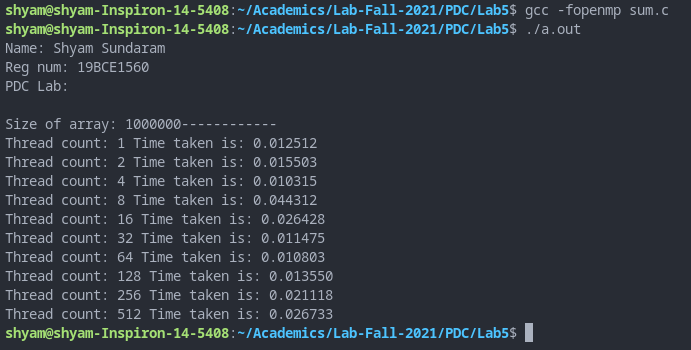 shyam@shyam-Inspiron-14-5408:~/Academics/Lab-Fall-2021/PDC/Lab5$ gcc -fopenmp sum.c
shyam@shyam-Inspiron-14-5408:~/Academics/Lab-Fall-2021/PDC/Lab5$ ./a.out
Name: Shyam Sundaram
Reg num: 19BCE1560
PDC Lab:
Size of array: 1000000------------
Thread count: 1 Time taken is: 0.012512
Thread count: 2 Time taken is: 0.015503
Thread count: 4 Time taken is: 0.010315
Thread count: 8 Time taken is: 0.044312
Thread count: 16 Time taken is: 0.026428
Thread count: 32 Time taken is: 0.011475
Thread count: 64 Time taken is: 0.010803
Thread count: 128 Time taken is: 0.013550
Thread count: 256 Time taken is: 0.021118
Thread count: 512 Time taken is: 0.026733
shyam@shyam-Inspiron-14-5408:~/Academics/Lab-Fall-2021/PDC/Lab5$